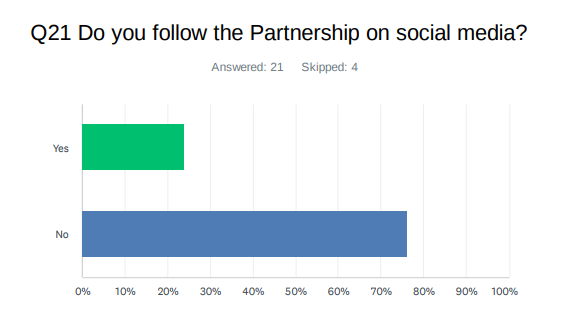 Q21 Do you follow the Partnership on social media?
Answered: 21 Skipped: 4
Yes
No
0% 10% 20% 30% 40% 50% 60% 70% 80% 90% 100%